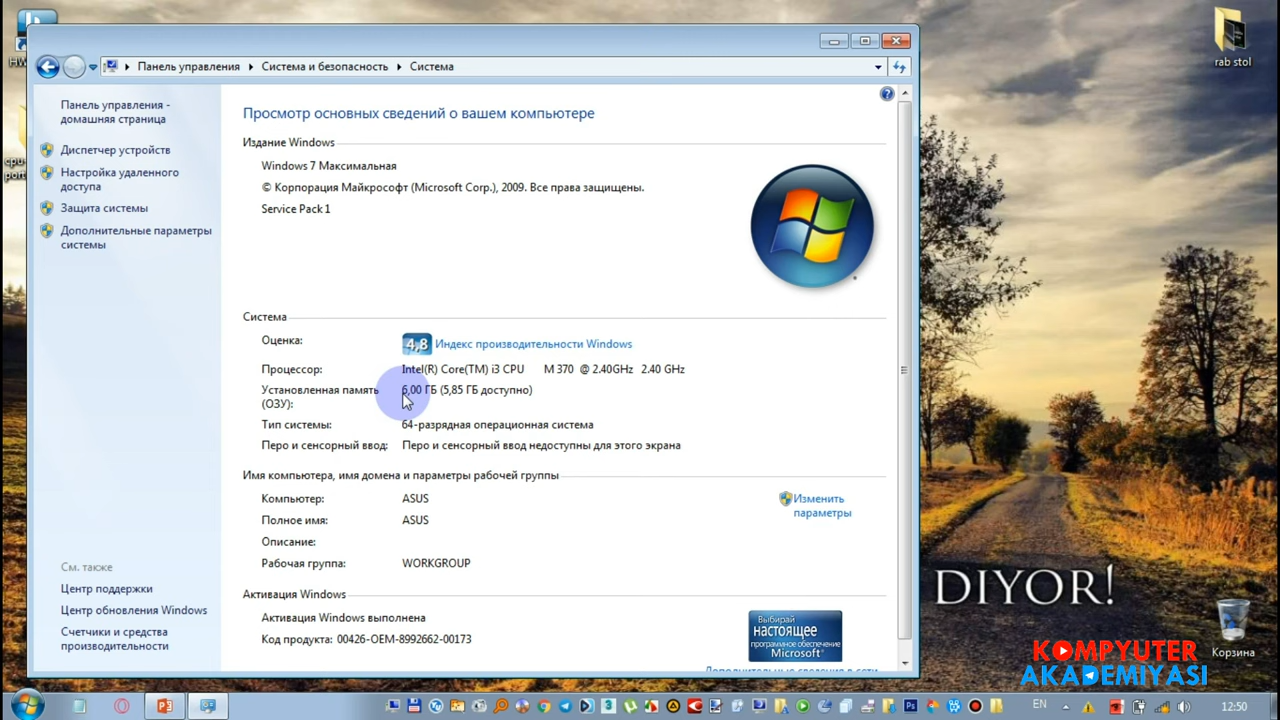 HW
rab stol
Панель управления
Система и безопасность
Система
Панель управления -
домашняя страница
Диспетчер устройств
Настройка удаленного
доступа
Защита системы
Дополнительные параметры
системы
См. также
Центр поддержки
Центр обновления Windows
Счетчики и средства
производительности
Просмотр основных сведений о вашем компьютере
Издание Windows
Windows 7 Максимальная
© Корпорация Майкрософт (Microsoft Corp.), 2009. Все права защищены.
Service Pack 1
Система
Оценка:
4,8 Индекс производительности Windows
Процессор: Intel(R) Core(TM) i3 CPU M 370 @ 2.40GHz 2.40 GHz
Установленная память 6,00 ГБ (5,85 ГБ доступно)
(ОЗУ):
Тип системы: 64-разрядная операционная система
Перо и сенсорный ввод: Перо и сенсорный ввод недоступны для этого экрана
Имя компьютера, имя домена и параметры рабочей группы
Компьютер: ASUS
Изменить
параметры
Полное имя: ASUS
Описание:
Рабочая группа: WORKGROUP
Активация Windows
Активация Windows выполнена
Код продукта: 00426-OEM-8992662-00173
Выбирай
настоящее
программное обеспечение
Microsoft
Дополнительные сведения в сети
DIYOR!
Корзина
KOMPYUTER
AKADEMIYASI
EN
12:50